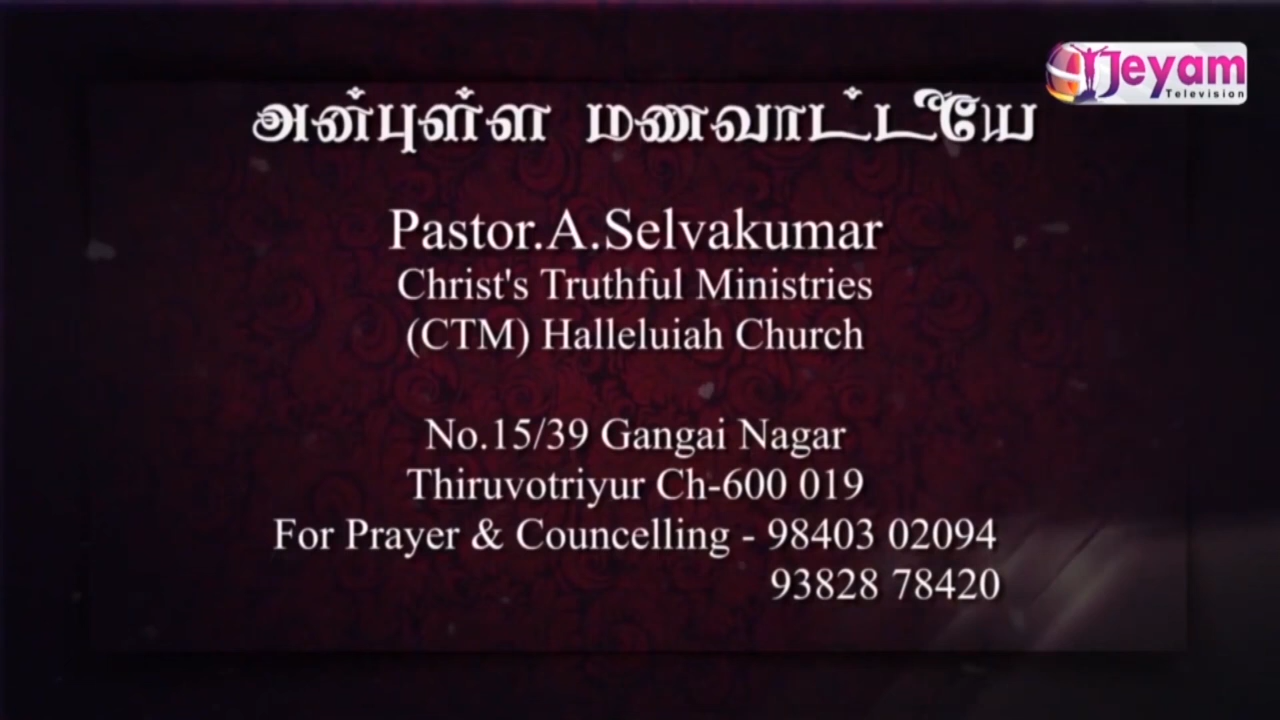 Jeyam
Television
அன்புள்ள மணவாட்டியே
Pastor.A.Selvakumar
Christ's Truthful Ministries
(CTM) Halleluiah Church
No.15/39 Gangai Nagar
Thiruvotriyur Ch-600 019
For Prayer & Councelling - 98403 02094
93828 78420